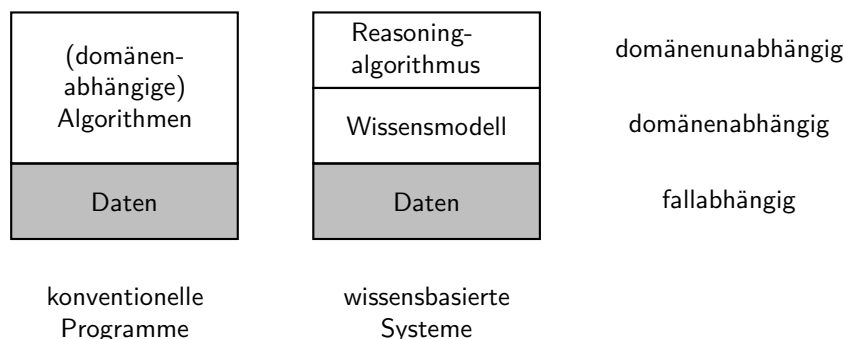 (domänen-
abhängige)
Algorithmen
Daten
konventionelle
Programme
Reasoning-
algorithmus
Wissensmodell
Daten
wissensbasierte
Systeme
domänenunabhängig
domänenabhängig
fallabhängig